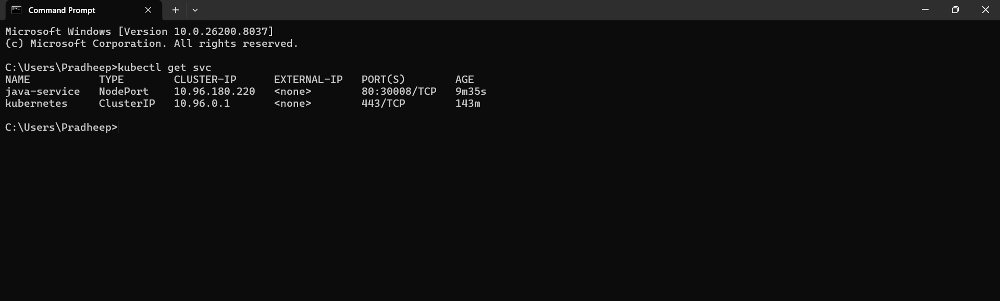 Command Prompt
Microsoft Windows [Version 10.0.26200.8037]
(c) Microsoft Corporation. All rights reserved.
C:\Users\Pradheep>kubectl get svc
NAME           TYPE        CLUSTER-IP      EXTERNAL-IP   PORT(S)        AGE
java-service   NodePort    10.96.180.220   <none>        80:30008/TCP   9m35s
kubernetes     ClusterIP   10.96.0.1       <none>        443/TCP        143m
C:\Users\Pradheep>